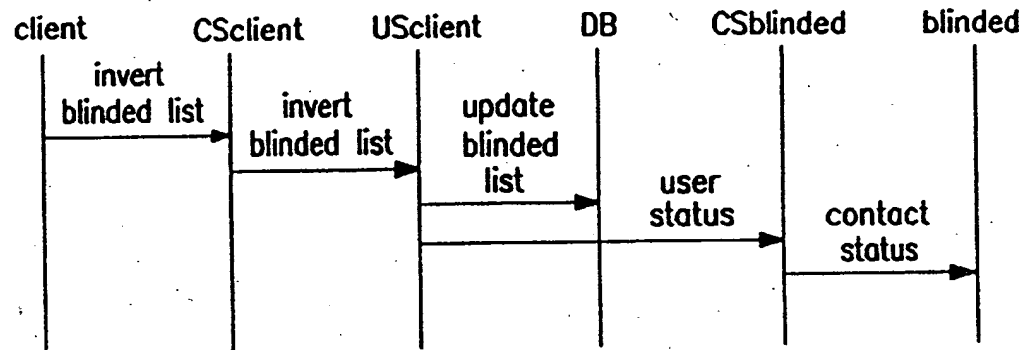 client CSclient USclient DB CSblinded blinded
invert
blinded list
invert
blinded list
update
blinded
list
user
status
contact
status